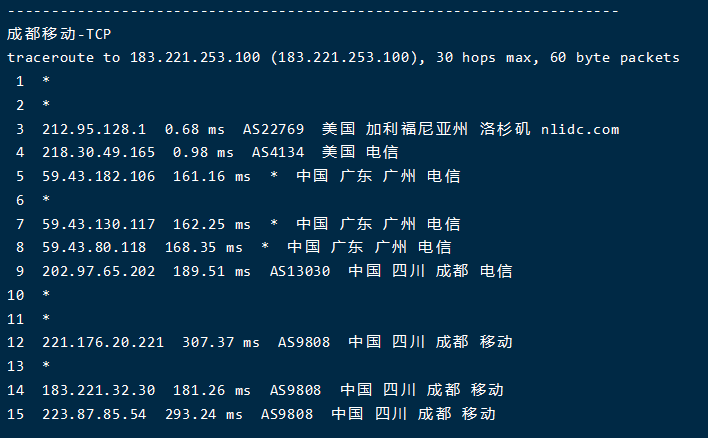 ----------------------------------------------------------------------
成都移动-TCP
traceroute to 183.221.253.100 (183.221.253.100), 30 hops max, 60 byte packets
1 *
2 *
3 212.95.128.1 0.68 ms AS22769 美国 加利福尼亚州 洛杉矶 nlidc.com
4 218.30.49.165 0.98 ms AS4134 美国 电信
5 59.43.182.106 161.16 ms * 中国 广东 广州 电信
6 *
7 59.43.130.117 162.25 ms * 中国 广东 广州 电信
8 59.43.80.118 168.35 ms * 中国 广东 广州 电信
9 202.97.65.202 189.51 ms AS13030 中国 四川 成都 电信
10 *
11 *
12 221.176.20.221 307.37 ms AS9808 中国 四川 成都 移动
13 *
14 183.221.32.30 181.26 ms AS9808 中国 四川 成都 移动
15 223.87.85.54 293.24 ms AS9808 中国 四川 成都 移动